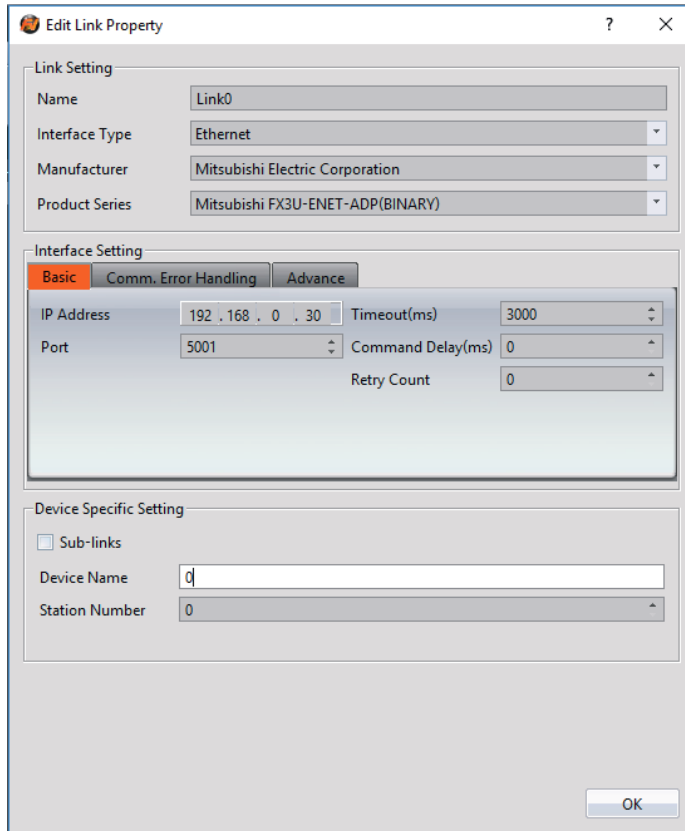 Edit Link Property ? ×
Link Setting
Name Link0
Interface Type Ethernet
Manufacturer Mitsubishi Electric Corporation
Product Series Mitsubishi FX3U-ENET-ADP(BINARY)
Interface Setting
Basic Comm. Error Handling Advance
IP Address 192 . 168 . 0 . 30 Timeout(ms) 3000
Port 5001 Command Delay(ms) 0
Retry Count 0
Device Specific Setting
Sub-links
Device Name 0
Station Number 0
OK